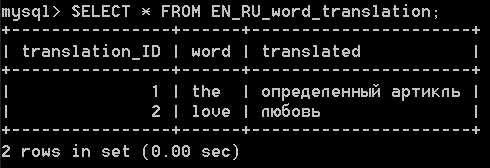 mysql> SELECT * FROM EN_RU_word_translation;
+----------------+------+----------------------+
| translation_ID | word | translated           |
+----------------+------+----------------------+
|              1 | the  | определенный артикль |
|              2 | love | любовь               |
+----------------+------+----------------------+
2 rows in set (0.00 sec)